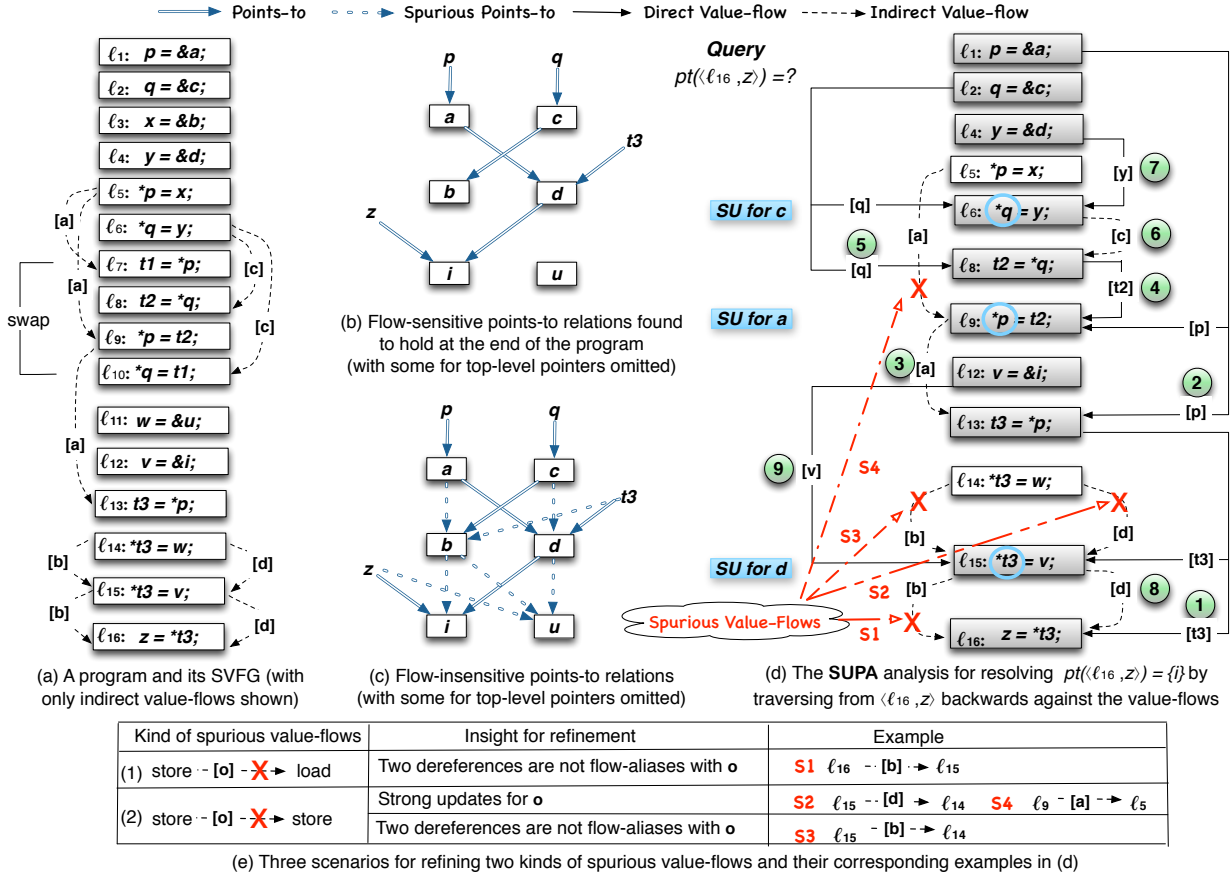 Points-to Spurious Points-to Direct Value-flow Indirect Value-flow
ℓ1: p = &a;
ℓ2: q = &c;
ℓ3: x = &b;
ℓ4: y = &d;
ℓ5: *p = x;
ℓ6: *q = y;
ℓ7: t1 = *p;
ℓ8: t2 = *q;
ℓ9: *p = t2;
ℓ10: *q = t1;
ℓ11: w = &u;
ℓ12: v = &i;
ℓ13: t3 = *p;
ℓ14: *t3 = w;
ℓ15: *t3 = v;
ℓ16: z = *t3;
swap
[a]
[c]
[a]
[c]
[a]
[b] [d]
[b] [d]
(a) A program and its SVFG (with
only indirect value-flows shown)
p q
a c
t3
b d
z
i u
(b) Flow-sensitive points-to relations found
to hold at the end of the program
(with some for top-level pointers omitted)
p q
a c
t3
b d
z
i u
(c) Flow-insensitive points-to relations
(with some for top-level pointers omitted)
Query
pt(⟨ℓ16 ,z⟩) =?
SU for c
SU for a
SU for d
ℓ1: p = &a;
ℓ2: q = &c;
ℓ4: y = &d;
ℓ5: *p = x;
ℓ6: *q = y;
ℓ8: t2 = *q;
ℓ9: *p = t2;
ℓ12: v = &i;
ℓ13: t3 = *p;
ℓ14: *t3 = w;
ℓ15: *t3 = v;
ℓ16: z = *t3;
[y] 7
[q]
[a] [c] 6
5
[q]
[t2] 4
X
[p]
3 [a]
2
[p]
9 [v]
S4
X X
S3
[b] [d]
[t3]
S2
[b] [d] 8 1
Spurious Value-Flows
S1
X
[t3]
(d) The SUPA analysis for resolving pt(⟨ℓ16 ,z⟩) = {i} by
traversing from ⟨ℓ16 ,z⟩ backwards against the value-flows
Kind of spurious value-flows Insight for refinement Example
(1) store [o] X load Two dereferences are not flow-aliases with o S1 ℓ16 [b] ℓ15
(2) store [o] X store Strong updates for o S2 ℓ15 [d] ℓ14 S4 ℓ9 [a] ℓ5
Two dereferences are not flow-aliases with o S3 ℓ15 [b] ℓ14
(e) Three scenarios for refining two kinds of spurious value-flows and their corresponding examples in (d)